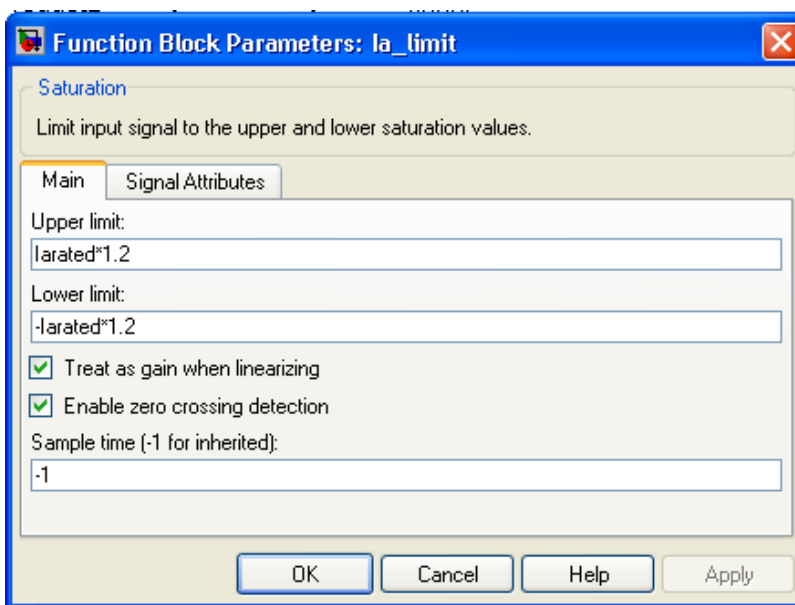 Function Block Parameters: Ia_limit
Saturation
Limit input signal to the upper and lower saturation values.
Main Signal Attributes
Upper limit:
Iarated*1.2
Lower limit:
-Iarated*1.2
Treat as gain when linearizing
Enable zero crossing detection
Sample time (-1 for inherited):
-1
OK Cancel Help Apply